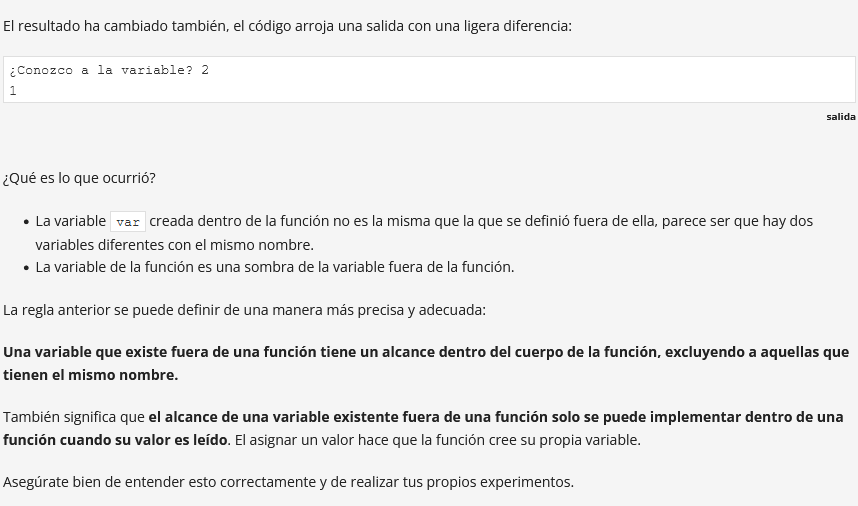 El resultado ha cambiado también, el código arroja una salida con una ligera diferencia:
¿Conozco a la variable? 2
1
salida
¿Qué es lo que ocurrió?
• La variable var creada dentro de la función no es la misma que la que se definió fuera de ella, parece ser que hay dos
variables diferentes con el mismo nombre.
• La variable de la función es una sombra de la variable fuera de la función.
La regla anterior se puede definir de una manera más precisa y adecuada:
Una variable que existe fuera de una función tiene un alcance dentro del cuerpo de la función, excluyendo a aquellas que
tienen el mismo nombre.
También significa que el alcance de una variable existente fuera de una función solo se puede implementar dentro de una
función cuando su valor es leído. El asignar un valor hace que la función cree su propia variable.
Asegúrate bien de entender esto correctamente y de realizar tus propios experimentos.